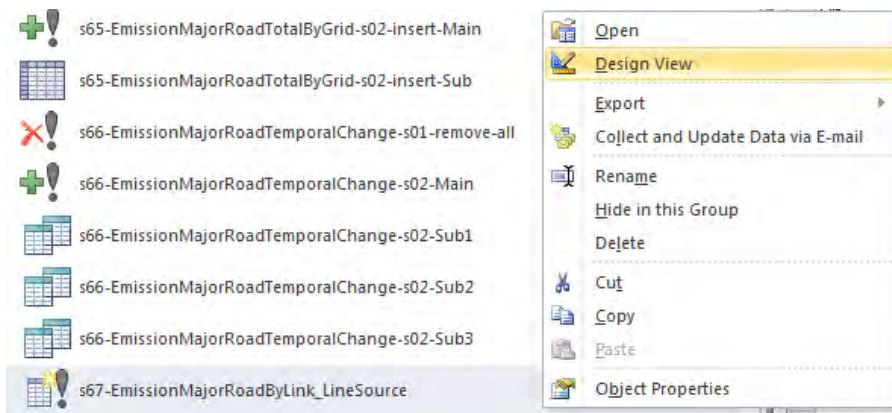 s65-EmissionMajorRoadTotalByGrid-s02-insert-Main
s65-EmissionMajorRoadTotalByGrid-s02-insert-Sub
s66-EmissionMajorRoadTemporalChange-s01-remove-all
s66-EmissionMajorRoadTemporalChange-s02-Main
s66-EmissionMajorRoadTemporalChange-s02-Sub1
s66-EmissionMajorRoadTemporalChange-s02-Sub2
s66-EmissionMajorRoadTemporalChange-s02-Sub3
s67-EmissionMajorRoadByLink_LineSource
Open
Design View
Export
Collect and Update Data via E-mail
Rename
Hide in this Group
Delete
Cut
Copy
Paste
Object Properties